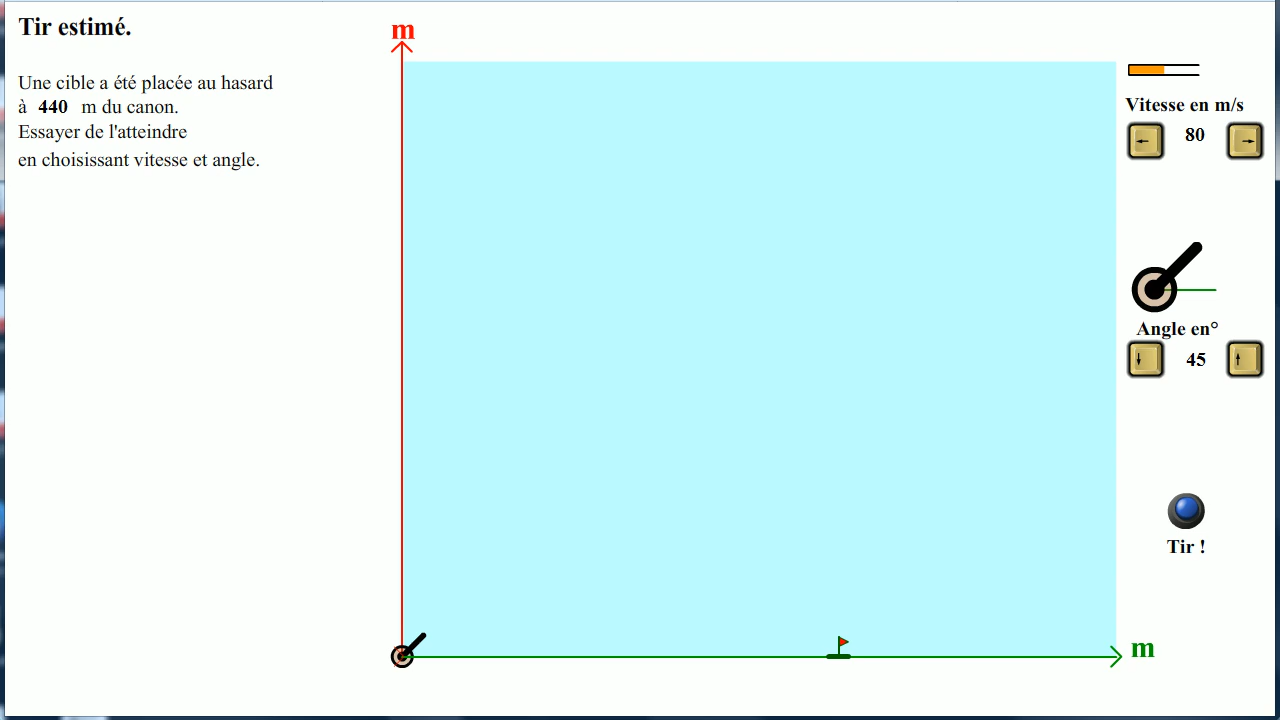 Tir estimé.
m
Une cible a été placée au hasard
à 440 m du canon.
Essayer de l'atteindre
en choisissant vitesse et angle.
Vitesse en m/s
← 80 →
Angle en°
↓ 45 ↑
Tir !
m